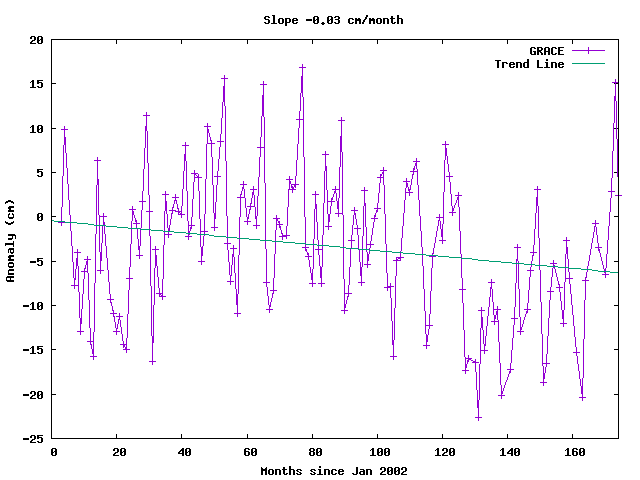 Slope -0.03 cm/month
20
15
10
5
0
-5
-10
-15
-20
-25
Anomaly (cm)
GRACE
Trend Line
0 20 40 60 80 100 120 140 160
Months since Jan 2002